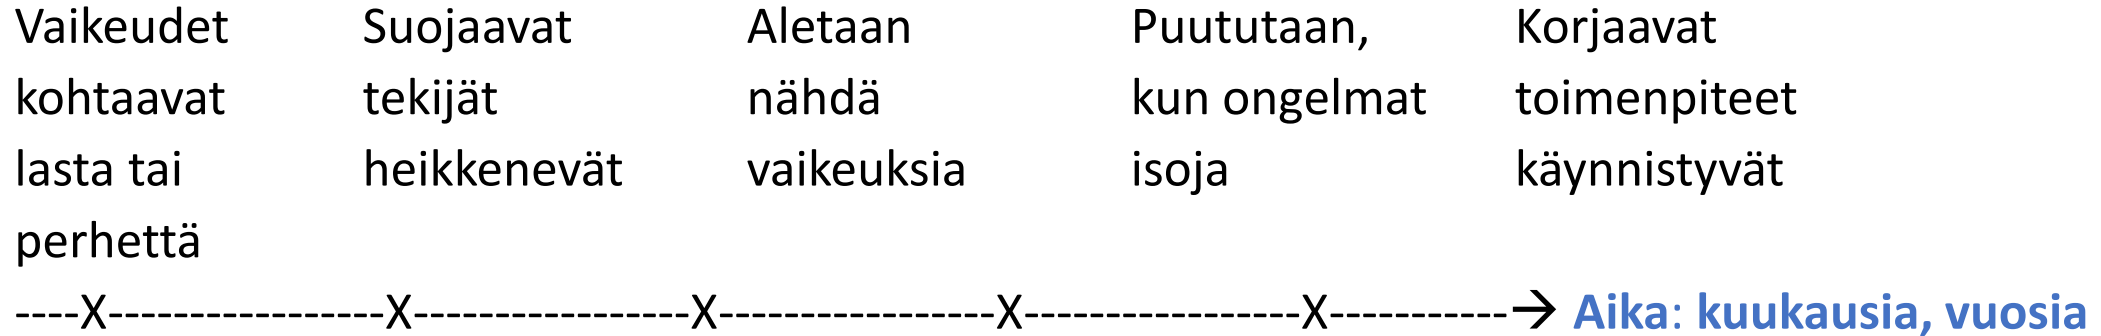 Vaikeudet
kohtaavat
lasta tai
perhettä
Suojaavat
tekijät
heikkenevät
Aletaan
nähdä
vaikeuksia
Puututaan,
kun ongelmat
isoja
Korjaavat
toimenpiteet
käynnistyvät
----X-----------------X-----------------X-----------------X-----------------X-----------→ Aika: kuukausia, vuosia